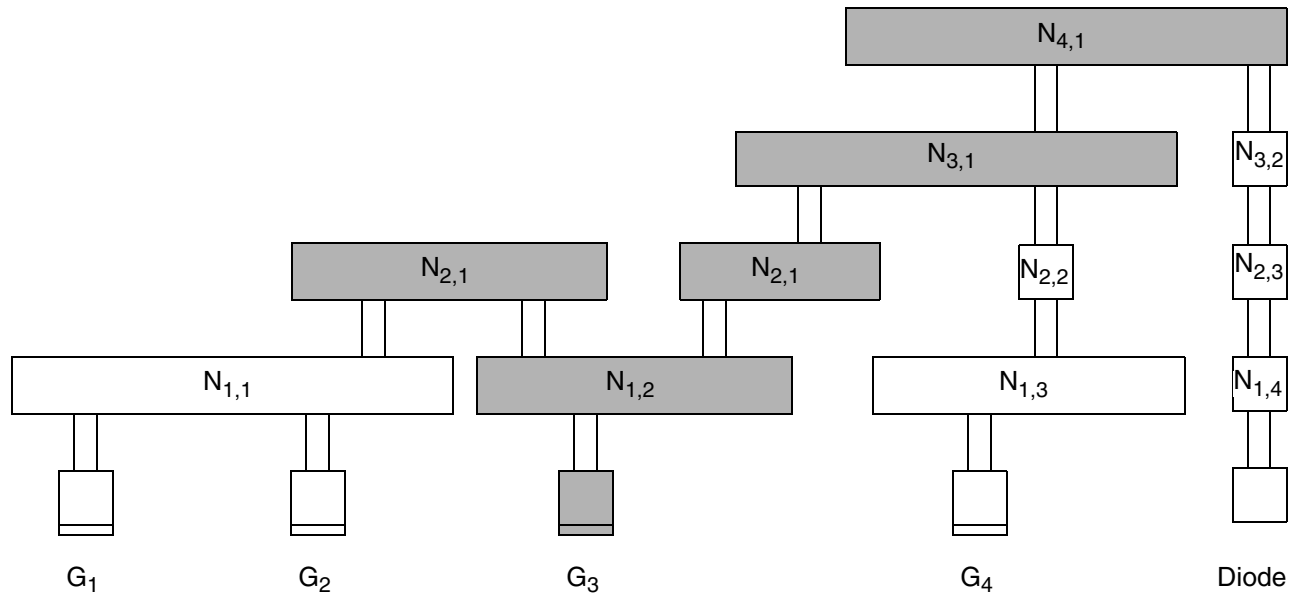 N4,1
N3,1
N3,2
N2,1
N2,1
N2,2
N2,3
N1,1
N1,2
N1,3
N1,4
G1
G2
G3
G4
Diode